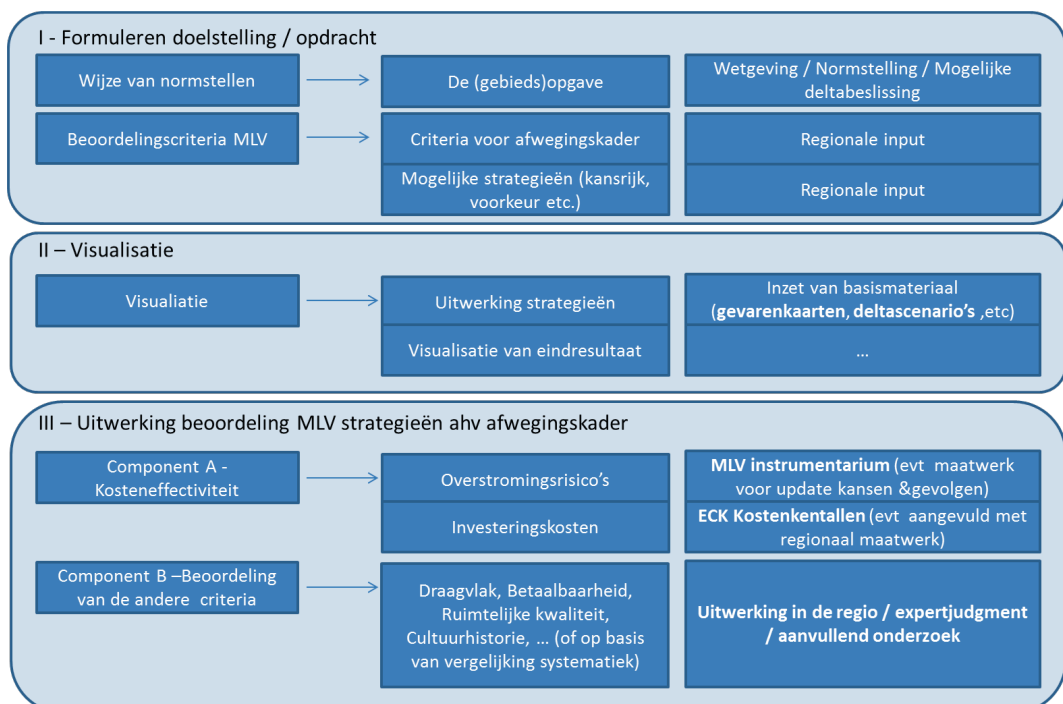 I - Formuleren doelstelling / opdracht
Wijze van normstellen
De (gebieds)opgave
Wetgeving / Normstelling / Mogelijke
deltabeslissing
Beoordelingscriteria MLV
Criteria voor afwegingskader
Regionale input
Mogelijke strategieën (kansrijk,
voorkeur etc.)
Regionale input
II – Visualisatie
Visualiatie
Uitwerking strategieën
Inzet van basismateriaal
(gevarenkaarten, deltascenario's ,etc)
Visualisatie van eindresultaat
...
III – Uitwerking beoordeling MLV strategieën ahv afwegingskader
Component A -
Kosteneffectiviteit
Overstromingsrisico's
MLV instrumentarium (evt maatwerk
voor update kansen &gevolgen)
Investeringskosten
ECK Kostenkentallen (evt aangevuld met
regionaal maatwerk)
Component B –Beoordeling
van de andere criteria
Draagvlak, Betaalbaarheid,
Ruimtelijke kwaliteit,
Cultuurhistorie, ... (of op basis
van vergelijking systematiek)
Uitwerking in de regio / expertjudgment
/ aanvullend onderzoek